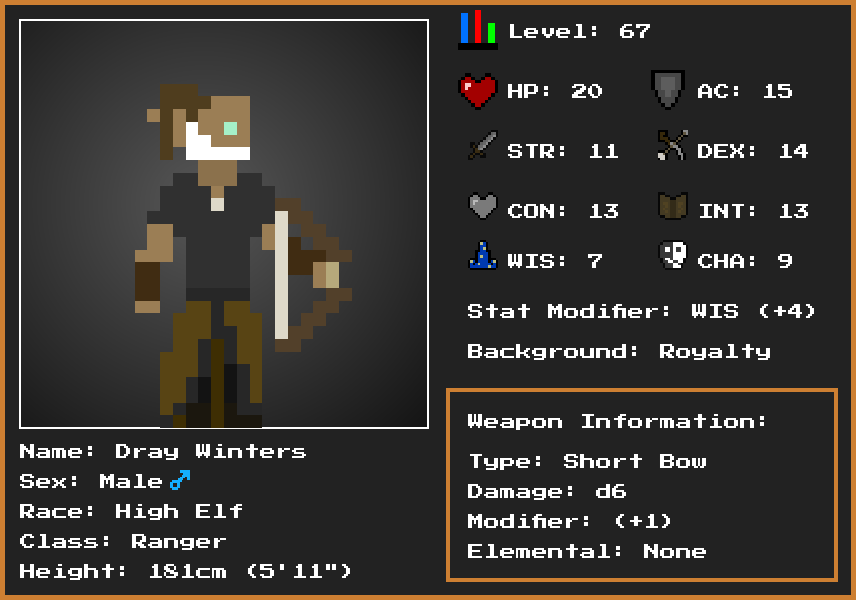 Level: 67
HP: 20
AC: 15
STR: 11
DEX: 14
CON: 13
INT: 13
WIS: 7
CHA: 9
Stat Modifier: WIS (+4)
Background: Royalty
Weapon Information:
Type: Short Bow
Damage: d6
Modifier: (+1)
Elemental: None
Name: Dray Winters
Sex: Male♂
Race: High Elf
Class: Ranger
Height: 181cm (5'11")